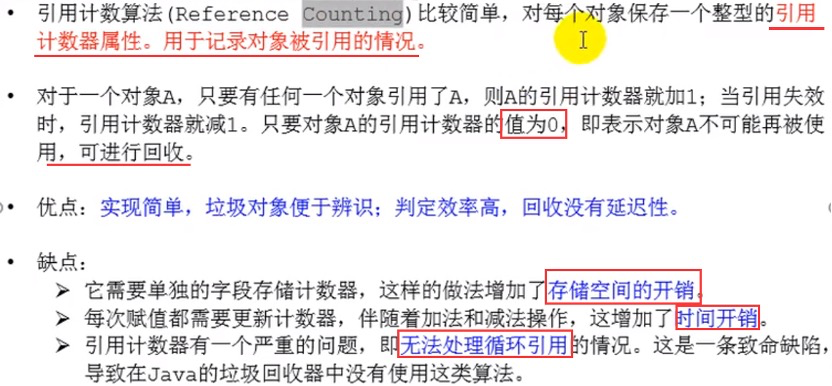 • 引用计数算法(Reference Counting)比较简单，对每个对象保存一个整型的引用
计数器属性。用于记录对象被引用的情况。
• 对于一个对象A，只要有任何一个对象引用了A，则A的引用计数器就加1；当引用失效
时，引用计数器就减1。只要对象A的引用计数器的值为0，即表示对象A不可能再被使
用，可进行回收。
• 优点：实现简单，垃圾对象便于辨识；判定效率高，回收没有延迟性。
• 缺点：
➢ 它需要单独的字段存储计数器，这样的做法增加了存储空间的开销。
➢ 每次赋值都需要更新计数器，伴随着加法和减法操作，这增加了时间开销。
➢ 引用计数器有一个严重的问题，即无法处理循环引用的情况。这是一条致命缺陷，
导致在Java的垃圾回收器中没有使用这类算法。